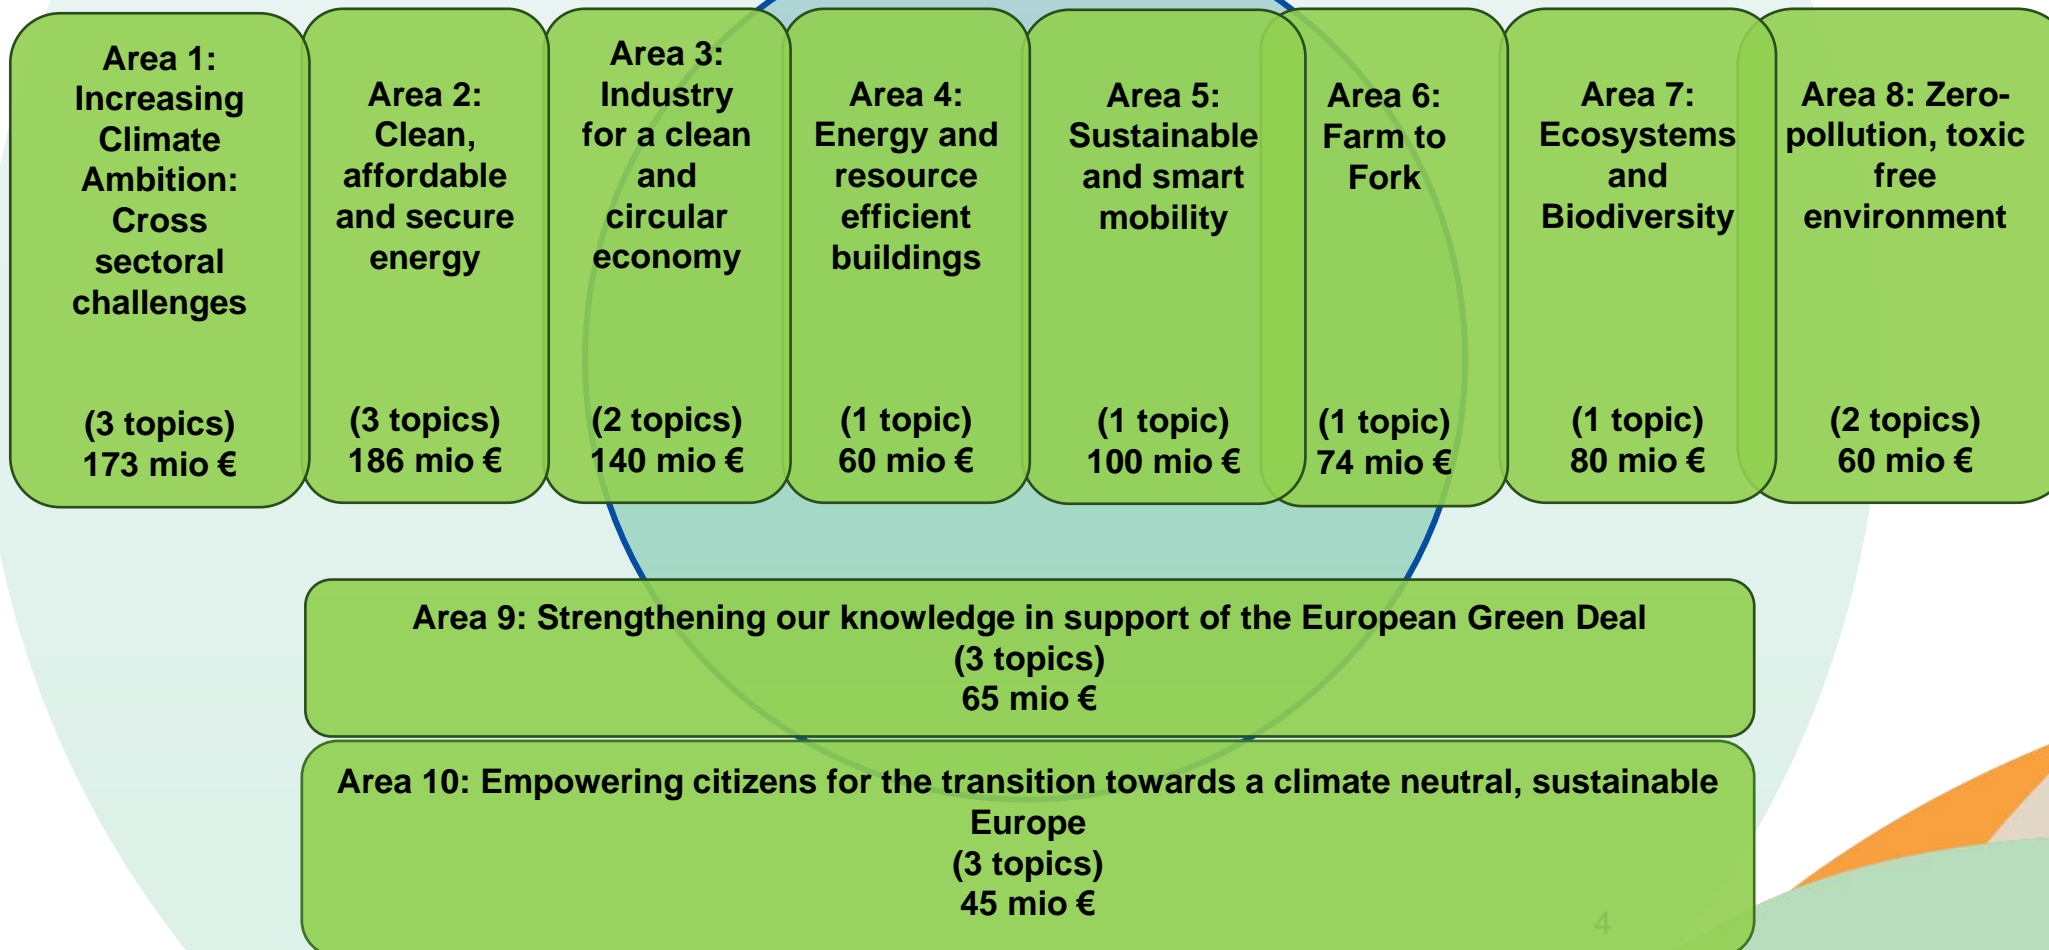 Area 1:
Increasing
Climate
Ambition:
Cross
sectoral
challenges
(3 topics)
173 mio €
Area 2:
Clean,
affordable
and secure
energy
(3 topics)
186 mio €
Area 3:
Industry
for a clean
and
circular
economy
(2 topics)
140 mio €
Area 4:
Energy and
resource
efficient
buildings
(1 topic)
60 mio €
Area 5:
Sustainable
and smart
mobility
(1 topic)
100 mio €
Area 6:
Farm to
Fork
(1 topic)
74 mio €
Area 7:
Ecosystems
and
Biodiversity
(1 topic)
80 mio €
Area 8: Zero-
pollution, toxic
free
environment
(2 topics)
60 mio €
Area 9: Strengthening our knowledge in support of the European Green Deal
(3 topics)
65 mio €
Area 10: Empowering citizens for the transition towards a climate neutral, sustainable
Europe
(3 topics)
45 mio €
4